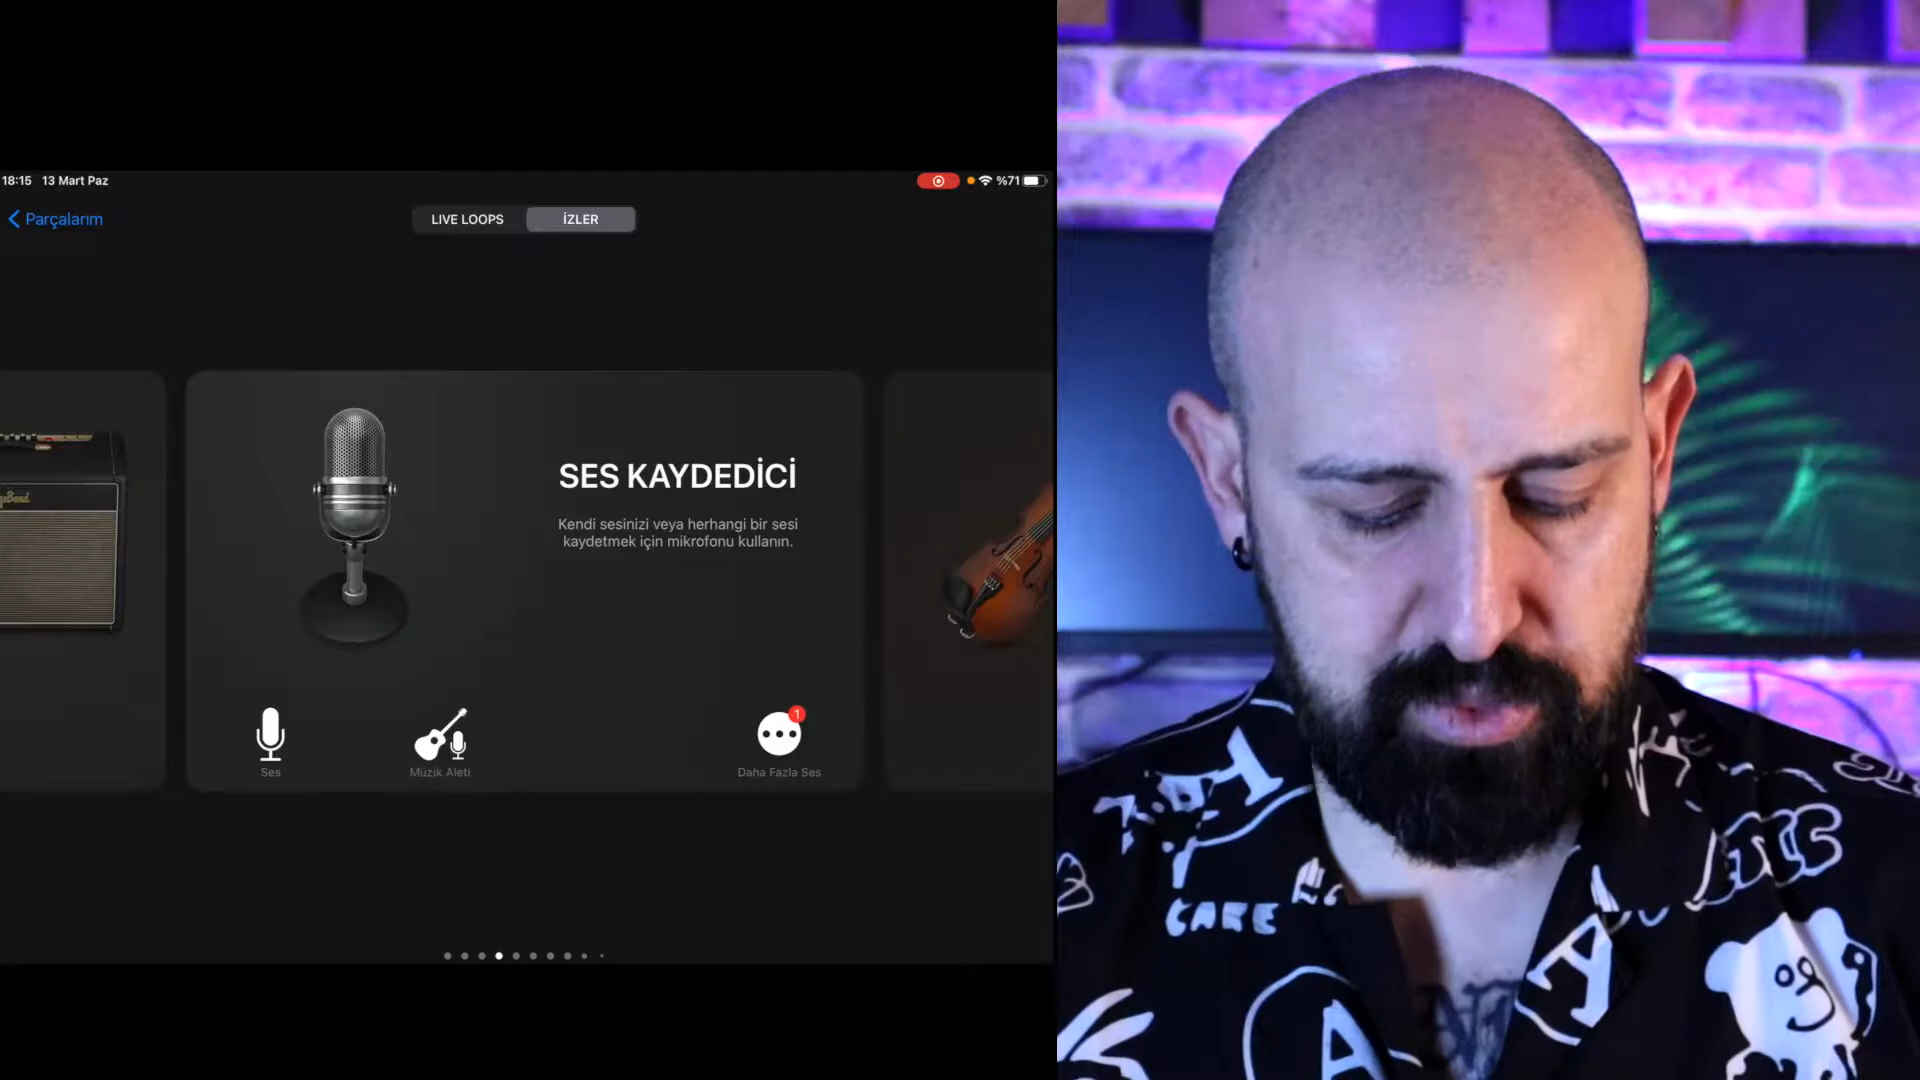 18:15 13 Mart Paz
%71
Parçalarım
LIVE LOOPS
İZLER
SES KAYDEDİCİ
Kendi sesinizi veya herhangi bir sesi
kaydetmek için mikrofonu kullanın.
Ses
Müzik Aleti
1
Daha Fazla Ses
CAKE
A
A